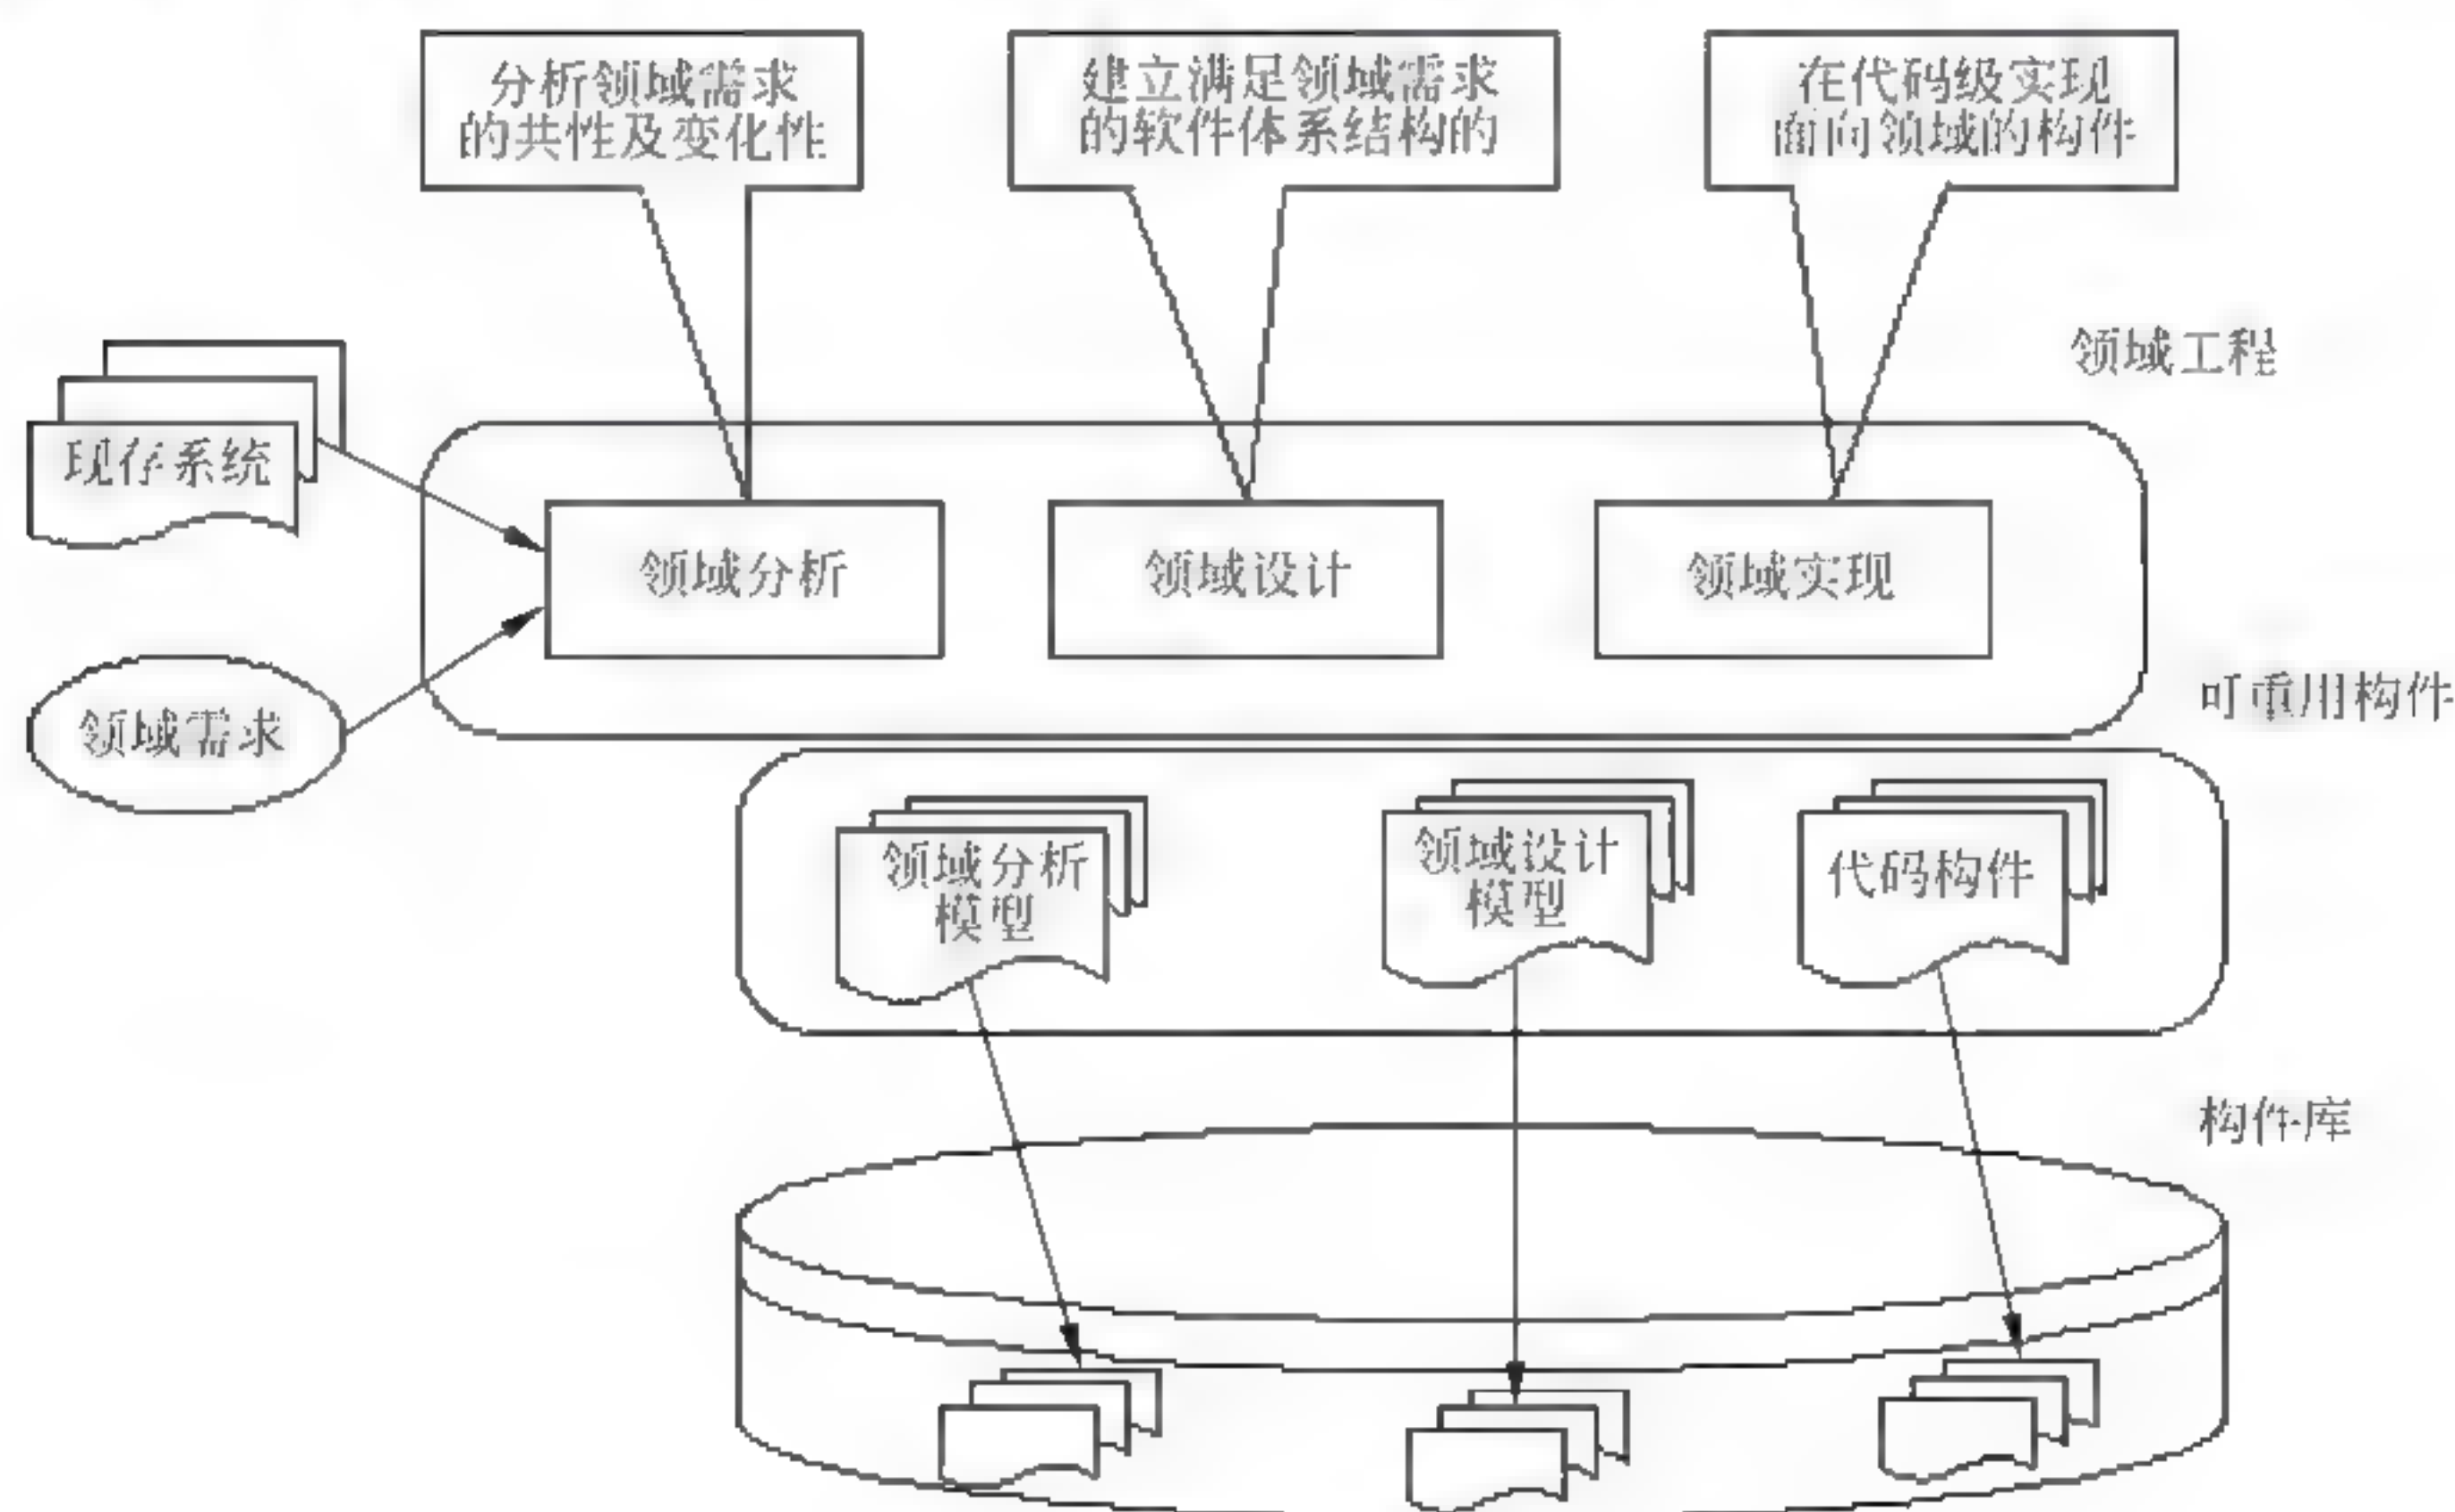 分析领域需求
的共性及变化性
建立满足领域需求
的软件体系结构的
在代码级实现
面向领域的构件
领域工程
现存系统
领域分析
领域设计
领域实现
领域需求
可重用构件
领域分析
模型
领域设计
模型
代码构件
构件库